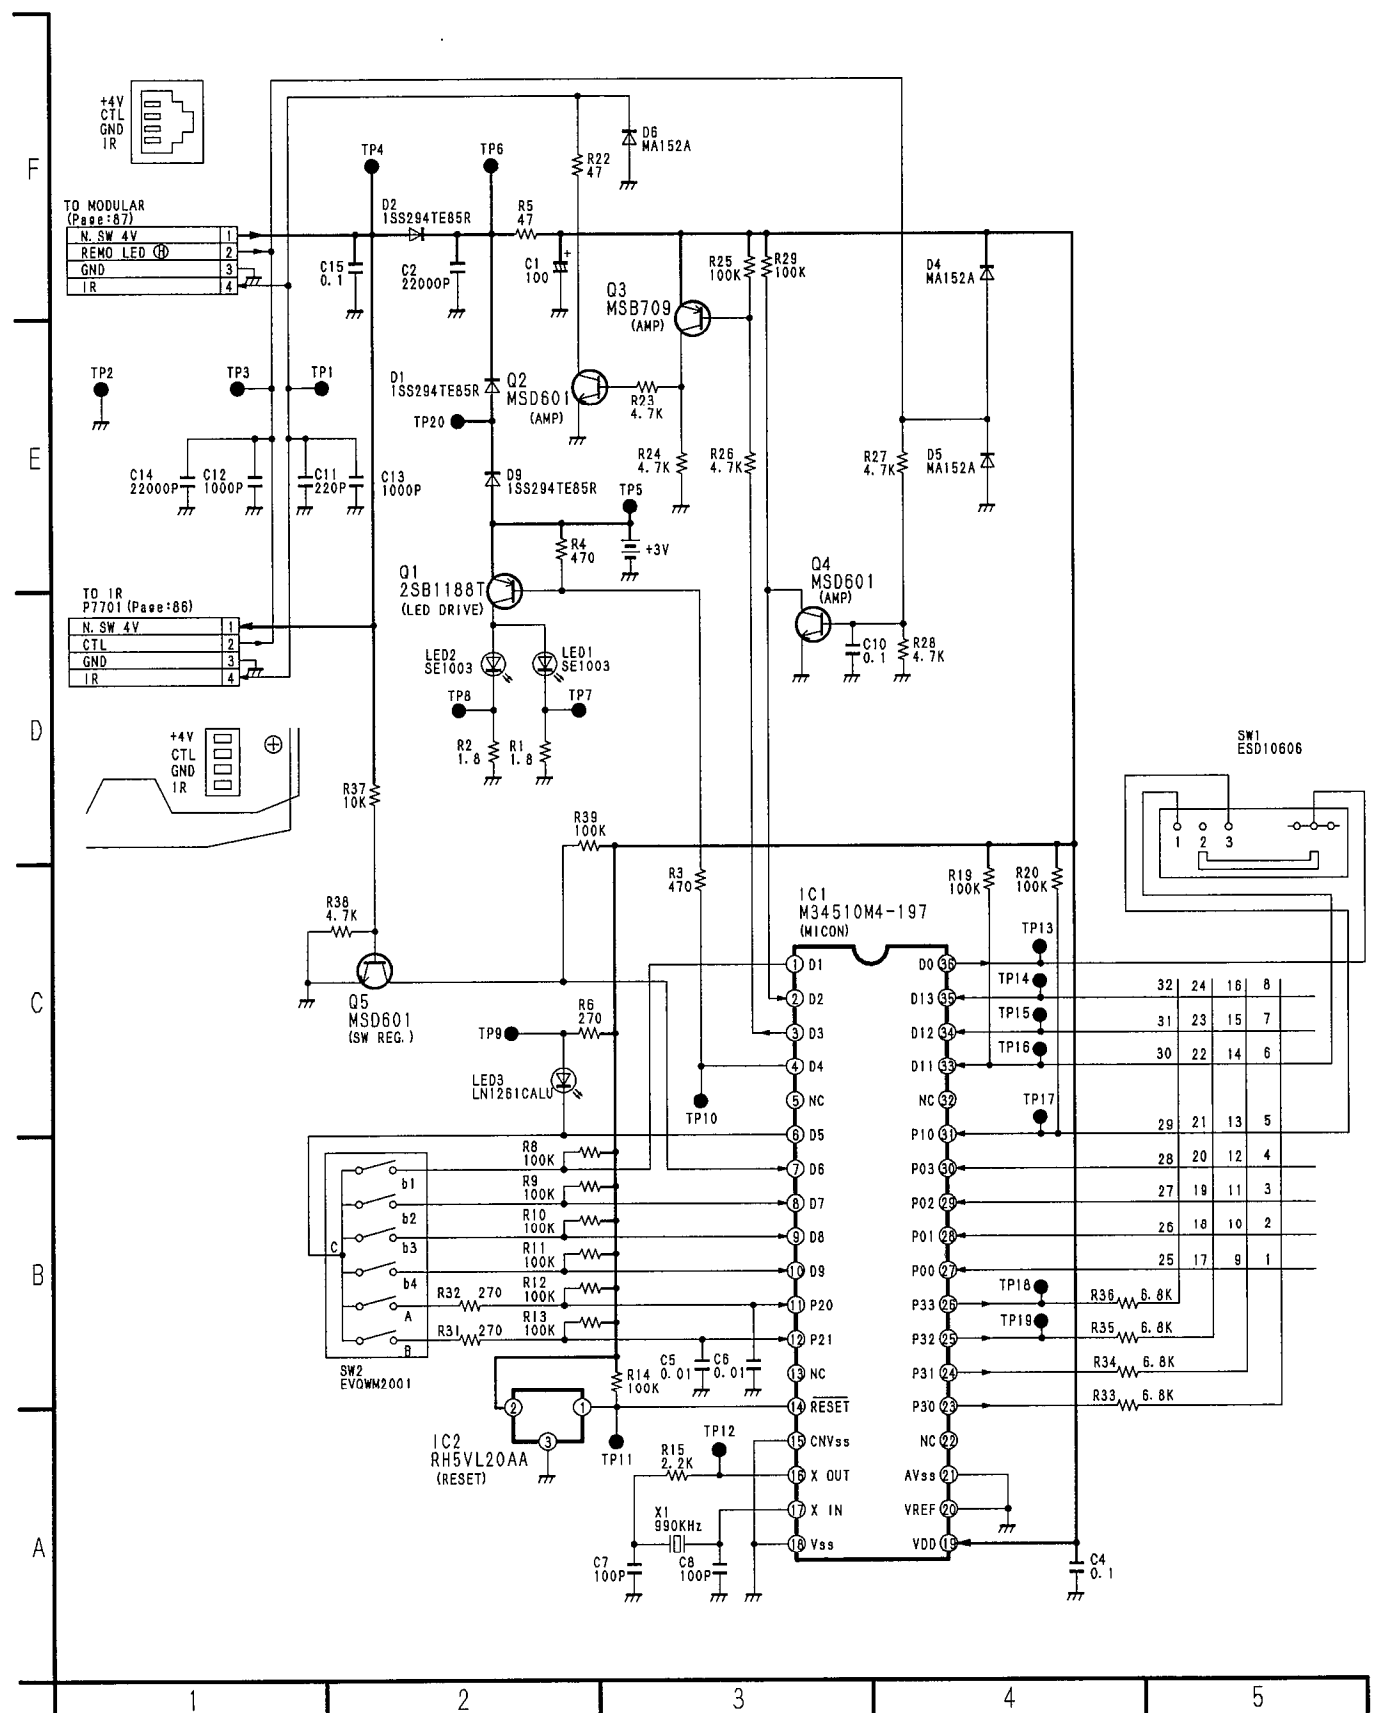 +4V
CTL
GND
IR
F
TP4
TP6
R22
47
D6
MA152A
TO MODULAR
(Page:87)
N. SW 4V 1
REMO LED Ⓗ 2
GND 3
IR 4
D2
1SS294TE85R
R5
47
C15
0.1
C2
22000P
C1
100
+
R25
100K
R29
100K
D4
MA152A
Q3
MSB709
(AMP)
TP2
TP3
TP1
D1
1SS294TE85R
Q2
MSD601
(AMP)
R23
4.7K
TP20
E
C14
22000P
C12
1000P
C11
220P
C13
1000P
D9
1SS294TE85R
R24
4.7K
R26
4.7K
R27
4.7K
D5
MA152A
TP5
R4
470
+3V
Q1
2SB1188T
(LED DRIVE)
Q4
MSD601
(AMP)
TO IR
P7701 (Page:86)
N. SW 4V 1
CTL 2
GND 3
IR 4
C10
0.1
R28
4.7K
LED2
SE1003
LED1
SE1003
TP8
TP7
D
+4V
CTL
GND
IR
R2
1.8
R1
1.8
SW1
ESD10606
R37
10K
R39
100K
1 2 3
R38
4.7K
R3
470
R19
100K
R20
100K
IC1
M34510M4-197
(MICON)
TP13
C
Q5
MSD601
(SW REG.)
R6
270
TP9
LED3
LN1261CALU
TP10
1 D1
2 D2
3 D3
4 D4
5 NC
6 D5
7 D6
8 D7
9 D8
10 D9
11 P20
12 P21
13 NC
14 RESET
15 CNVss
16 X OUT
17 X IN
18 Vss
D0 36
D13 35
D12 34
D11 33
NC 32
P10 31
P03 30
P02 29
P01 28
P00 27
P33 26
P32 25
P31 24
P30 23
NC 22
AVss 21
VREF 20
VDD 19
TP14
TP15
TP16
TP17
TP18
TP19
32 24 16 8
31 23 15 7
30 22 14 6
29 21 13 5
28 20 12 4
27 19 11 3
26 18 10 2
25 17 9 1
R36 6.8K
R35 6.8K
R34 6.8K
R33 6.8K
B
b1
b2
b3
b4
A
B
C
SW2
EVQWM2001
R8
100K
R9
100K
R10
100K
R11
100K
R12
100K
R13
100K
R32 270
R31 270
R14
100K
C5
0.01
C6
0.01
2
1
3
IC2
RH5VL20AA
(RESET)
TP11
R15
2.2K
TP12
X1
990KHz
A
C7
100P
C8
100P
C4
0.1
1 2 3 4 5